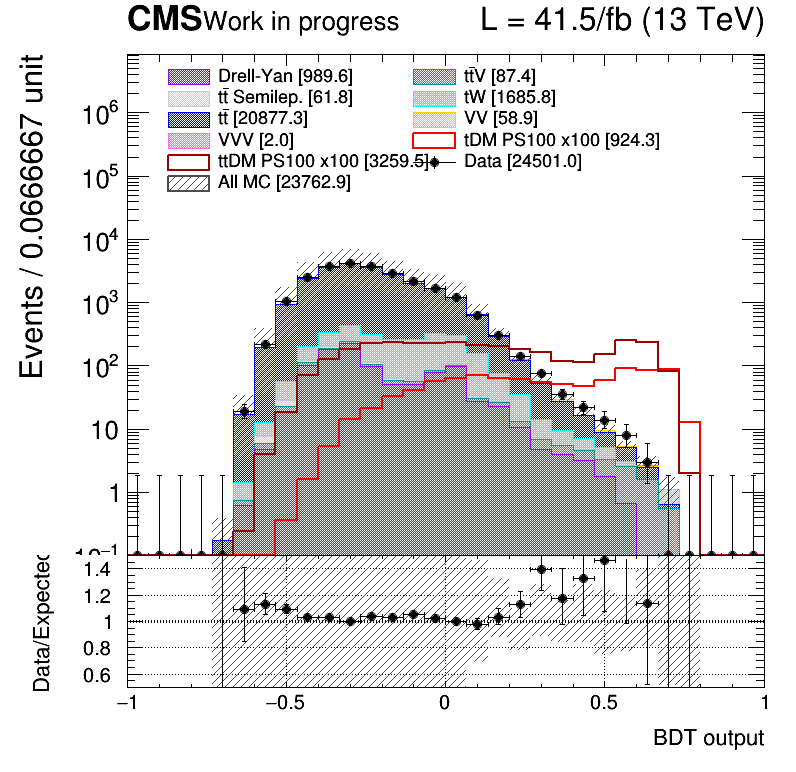 CMS Work in progress L = 41.5/fb (13 TeV)
Events / 0.0666667 unit
Drell-Yan [989.6] tt̄V [87.4]
tt̄ Semilep. [61.8] tW [1685.8]
tt̄ [20877.3] VV [58.9]
VVV [2.0] tDM PS100 x100 [924.3]
ttDM PS100 x100 [3259.5] Data [24501.0]
All MC [23762.9]
10⁶
10⁵
10⁴
10³
10²
10
1
10⁻¹
Data/Expected
1.4
1.2
1
0.8
0.6
−1 −0.5 0 0.5 1
BDT output